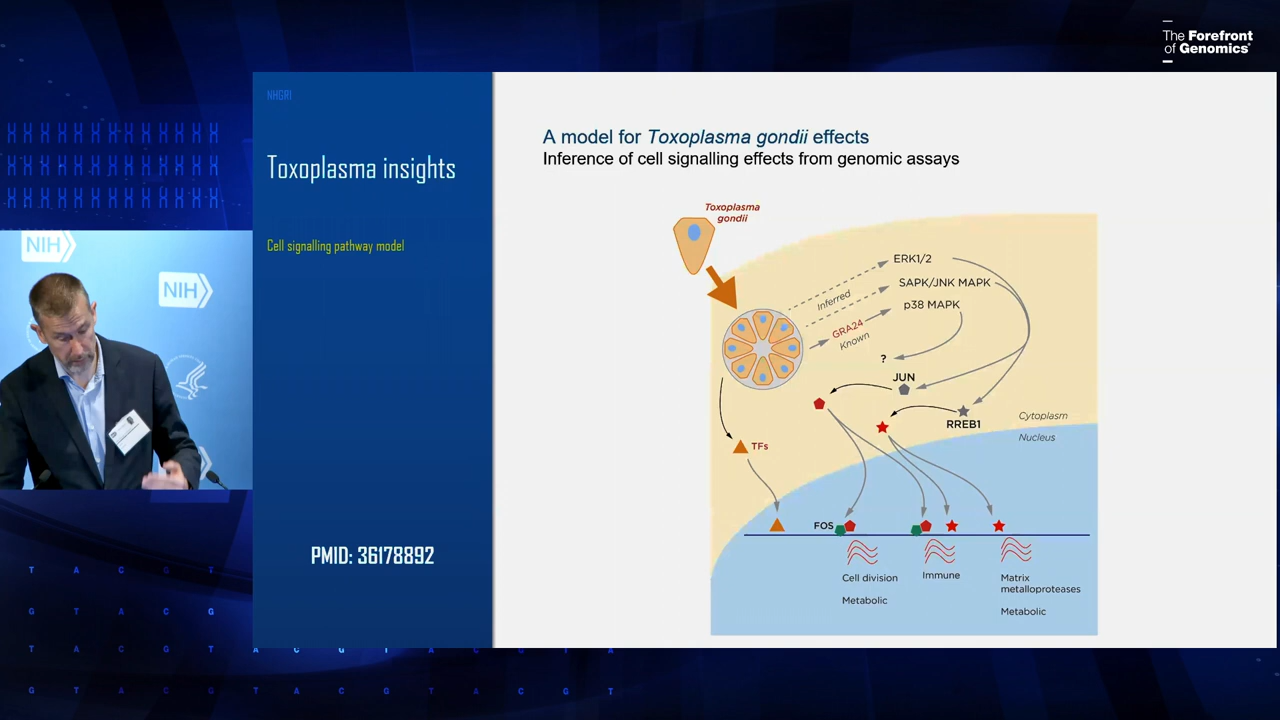 The Forefront
of Genomics®
NHGRI
Toxoplasma insights
Cell signalling pathway model
PMID: 36178892
A model for Toxoplasma gondii effects
Inference of cell signalling effects from genomic assays
Toxoplasma
gondii
ERK1/2
SAPK/JNK MAPK
p38 MAPK
Inferred
GRA24
Known
?
JUN
RREB1
Cytoplasm
Nucleus
TFs
FOS
Cell division
Metabolic
Immune
Matrix
metalloproteases
Metabolic
NIH
NIH
T A C G T
G T A C G
T A C G T A C G T A C G T A
G T A C G T A C G T A C G T